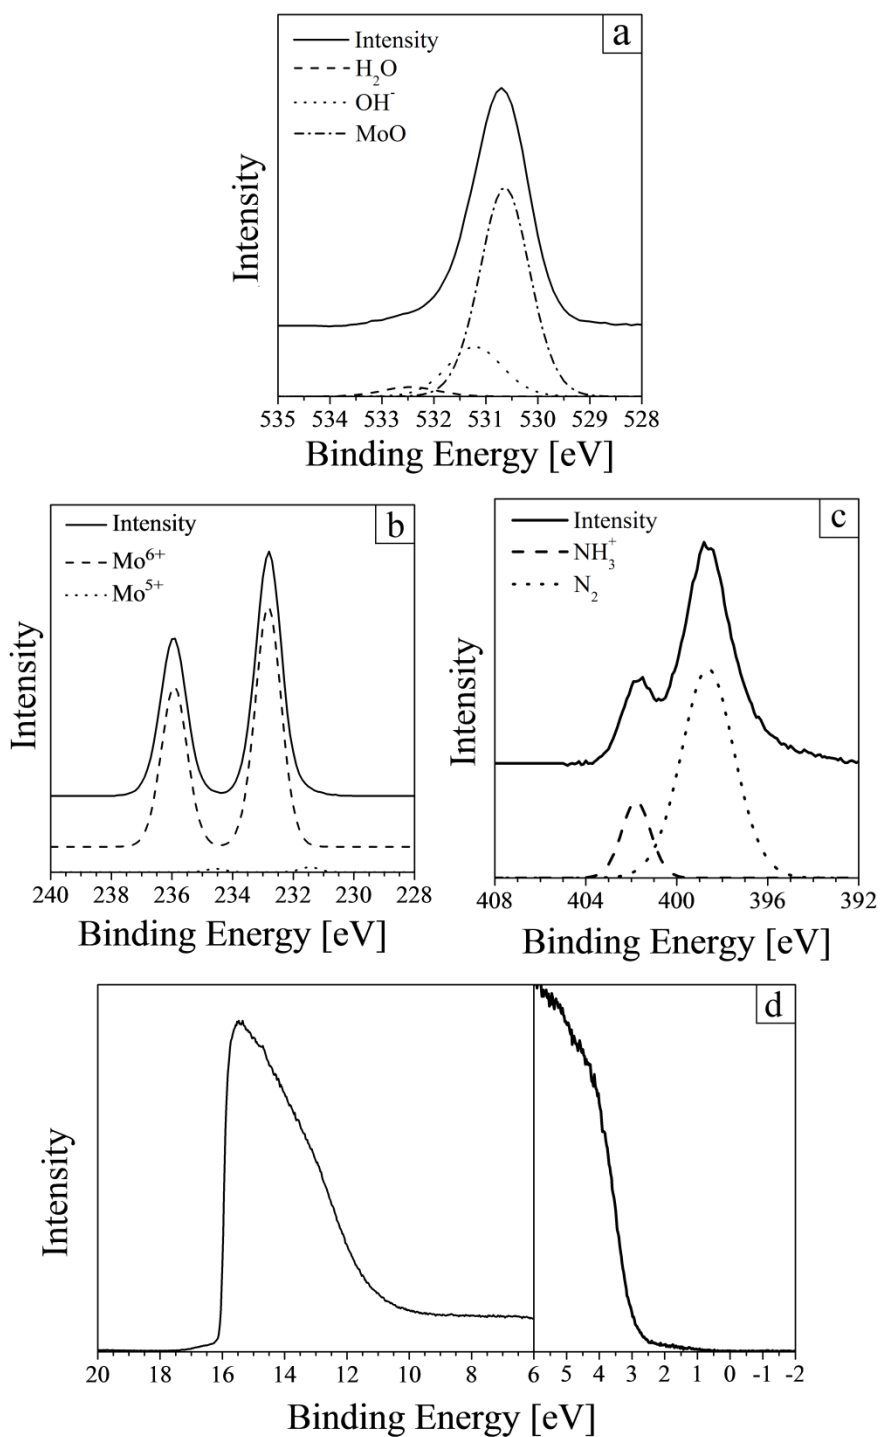 a
Intensity
H₂O
OH⁻
MoO
Intensity
535 534 533 532 531 530 529 528
Binding Energy [eV]
b
Intensity
Mo⁶⁺
Mo⁵⁺
Intensity
240 238 236 234 232 230 228
Binding Energy [eV]
c
Intensity
NH₃⁺
N₂
Intensity
408 404 400 396 392
Binding Energy [eV]
d
Intensity
20 18 16 14 12 10 8 6 5 4 3 2 1 0 -1 -2
Binding Energy [eV]